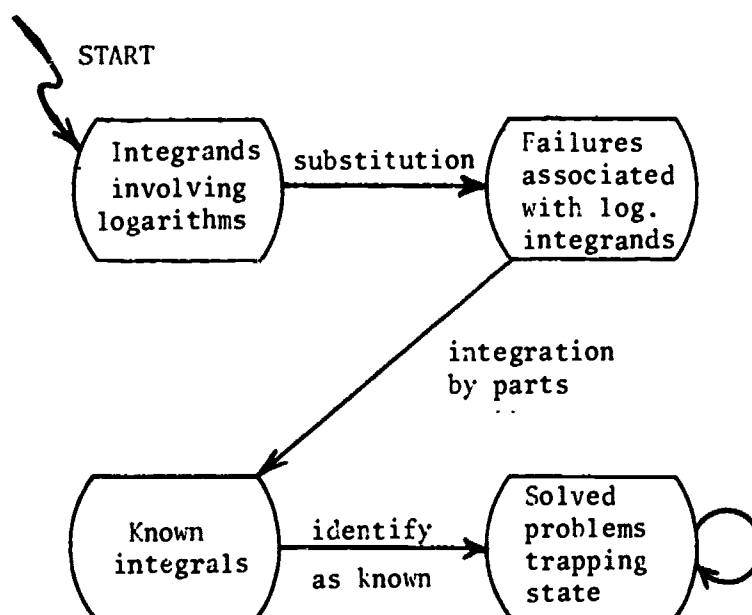 START
Integrands
involving
logarithms
substitution
Failures
associated
with log.
integrands
integration
by parts
Known
integrals
identify
as known
Solved
problems
trapping
state